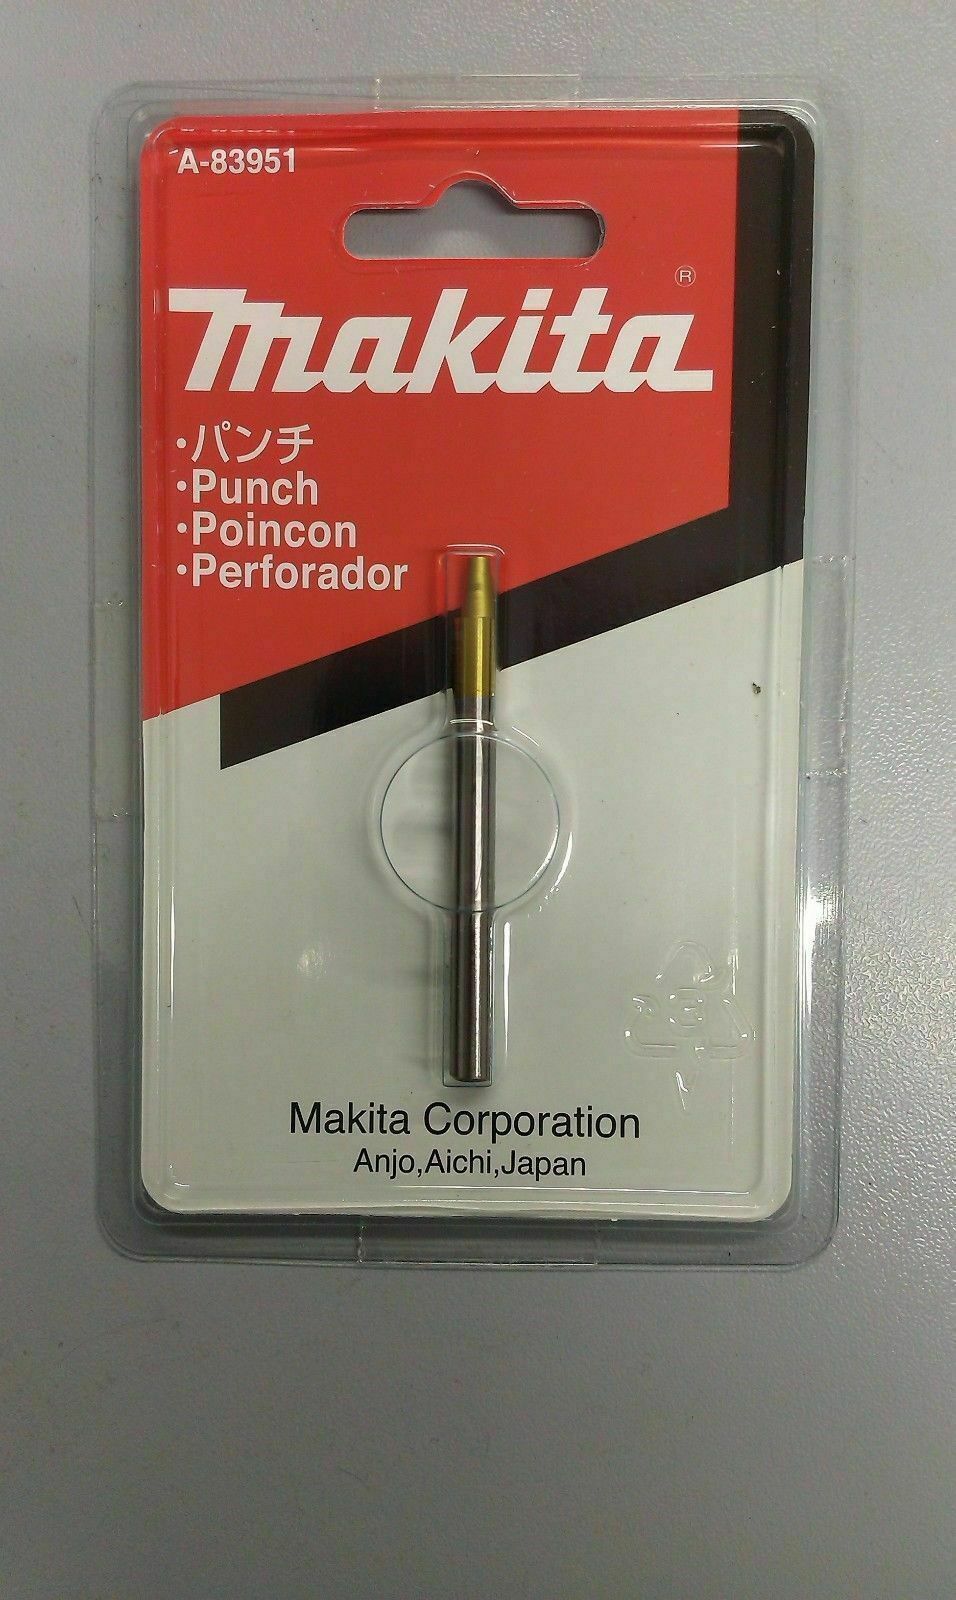 A-83951
makita®
・パンチ
・Punch
・Poincon
・Perforador
Makita Corporation
Anjo,Aichi,Japan